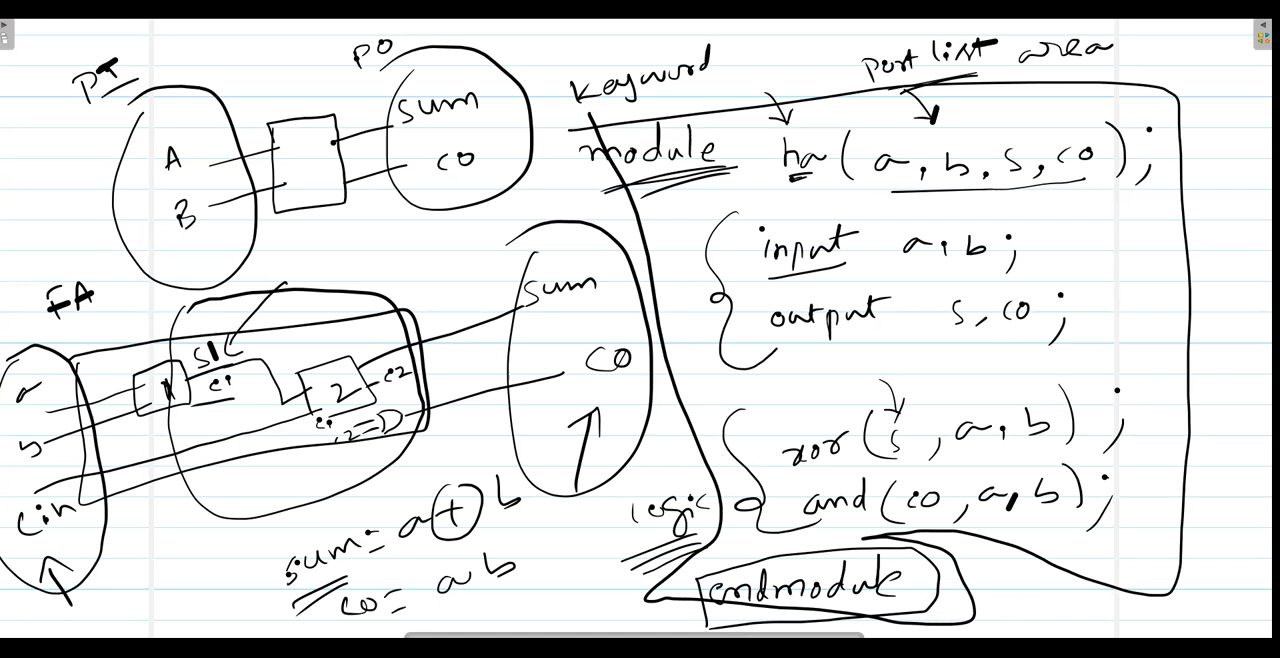 PI
PO
A
B
sum
co
FA
a
b
cin
1
s1
c1
2
c2
sum
co
sum = a ⊕ b
co = ab
keyword
port list area
module ha ( a, b, s, co ) ;
input a, b ;
output s, co ;
logic
xor ( s, a, b ) ;
and ( co, a, b ) ;
endmodule